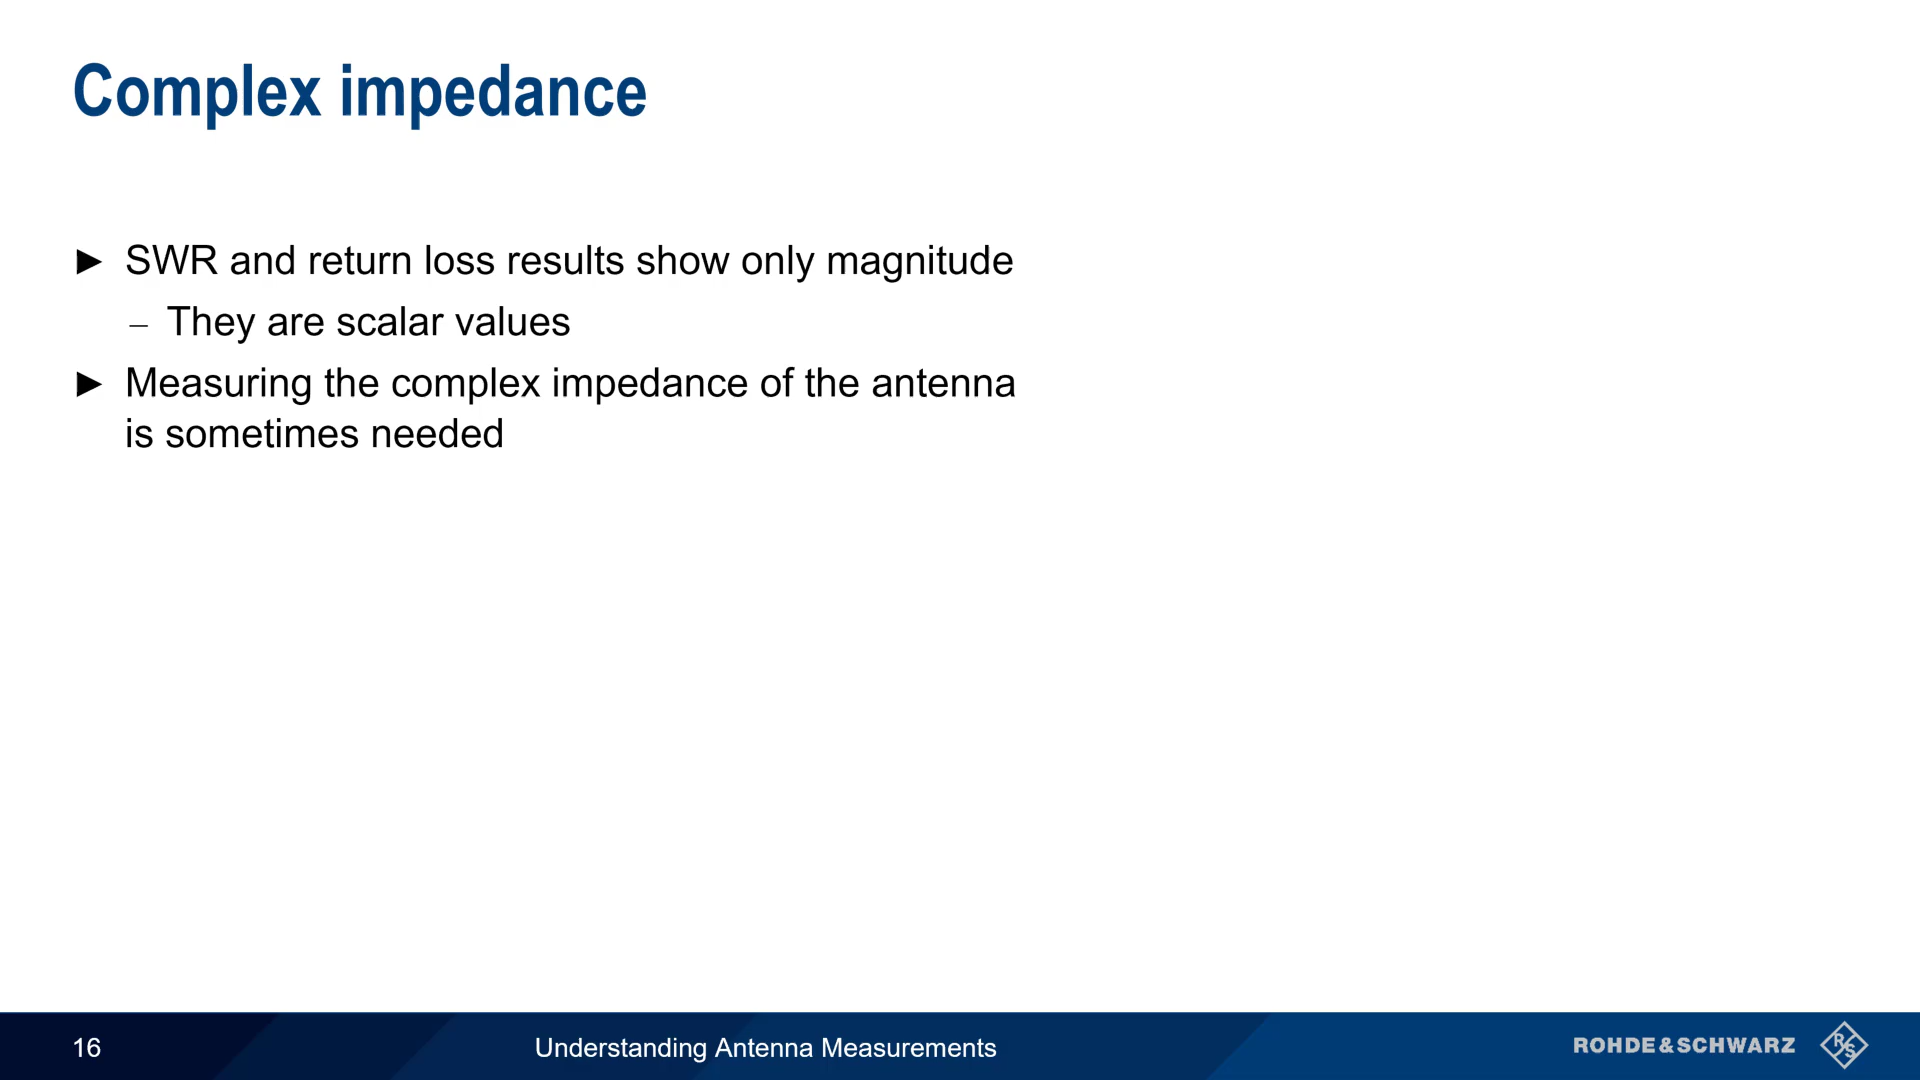 Complex impedance
► SWR and return loss results show only magnitude
– They are scalar values
► Measuring the complex impedance of the antenna
is sometimes needed
16
Understanding Antenna Measurements
ROHDE&SCHWARZ
R&S